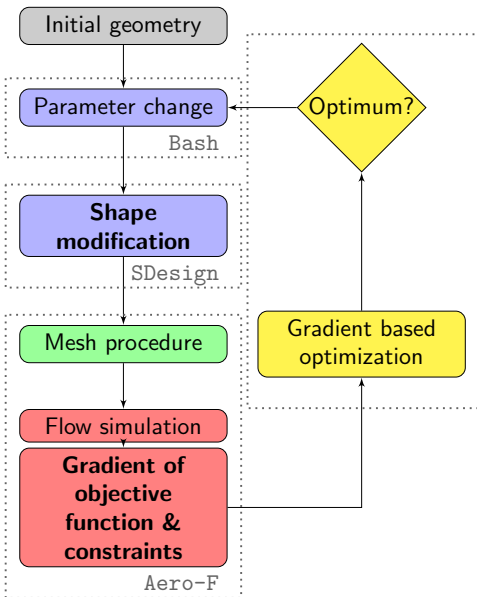 Initial geometry
Parameter change
Bash
Optimum?
Shape
modification
SDesign
Mesh procedure
Gradient based
optimization
Flow simulation
Gradient of
objective
function &
constraints
Aero-F